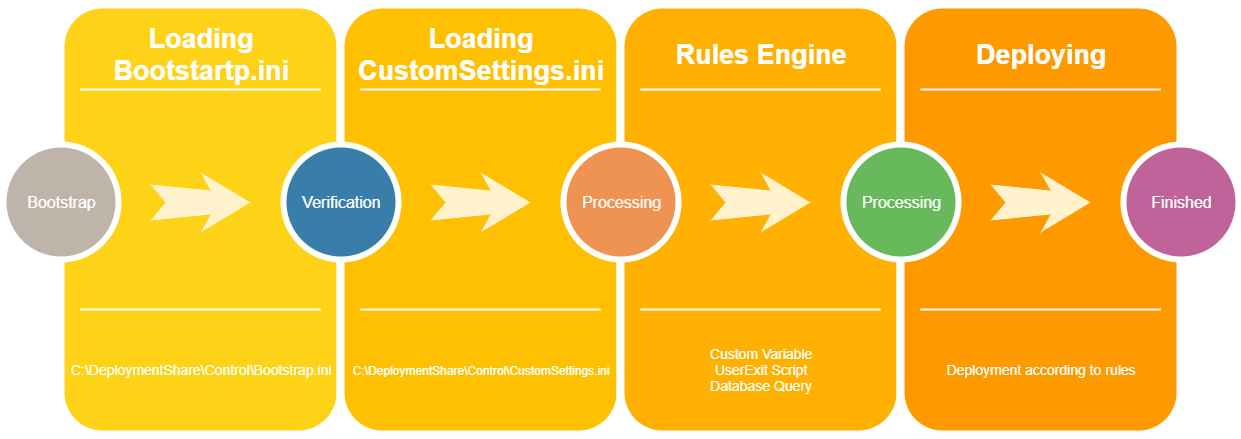 Loading
Bootstartp.ini
Loading
CustomSettings.ini
Rules Engine
Deploying
Bootstrap
Verification
Processing
Processing
Finished
C:\DeploymentShare\Control\Bootstrap.ini
C:\DeploymentShare\Control\CustomSettings.ini
Custom Variable
UserExit Script
Database Query
Deployment according to rules